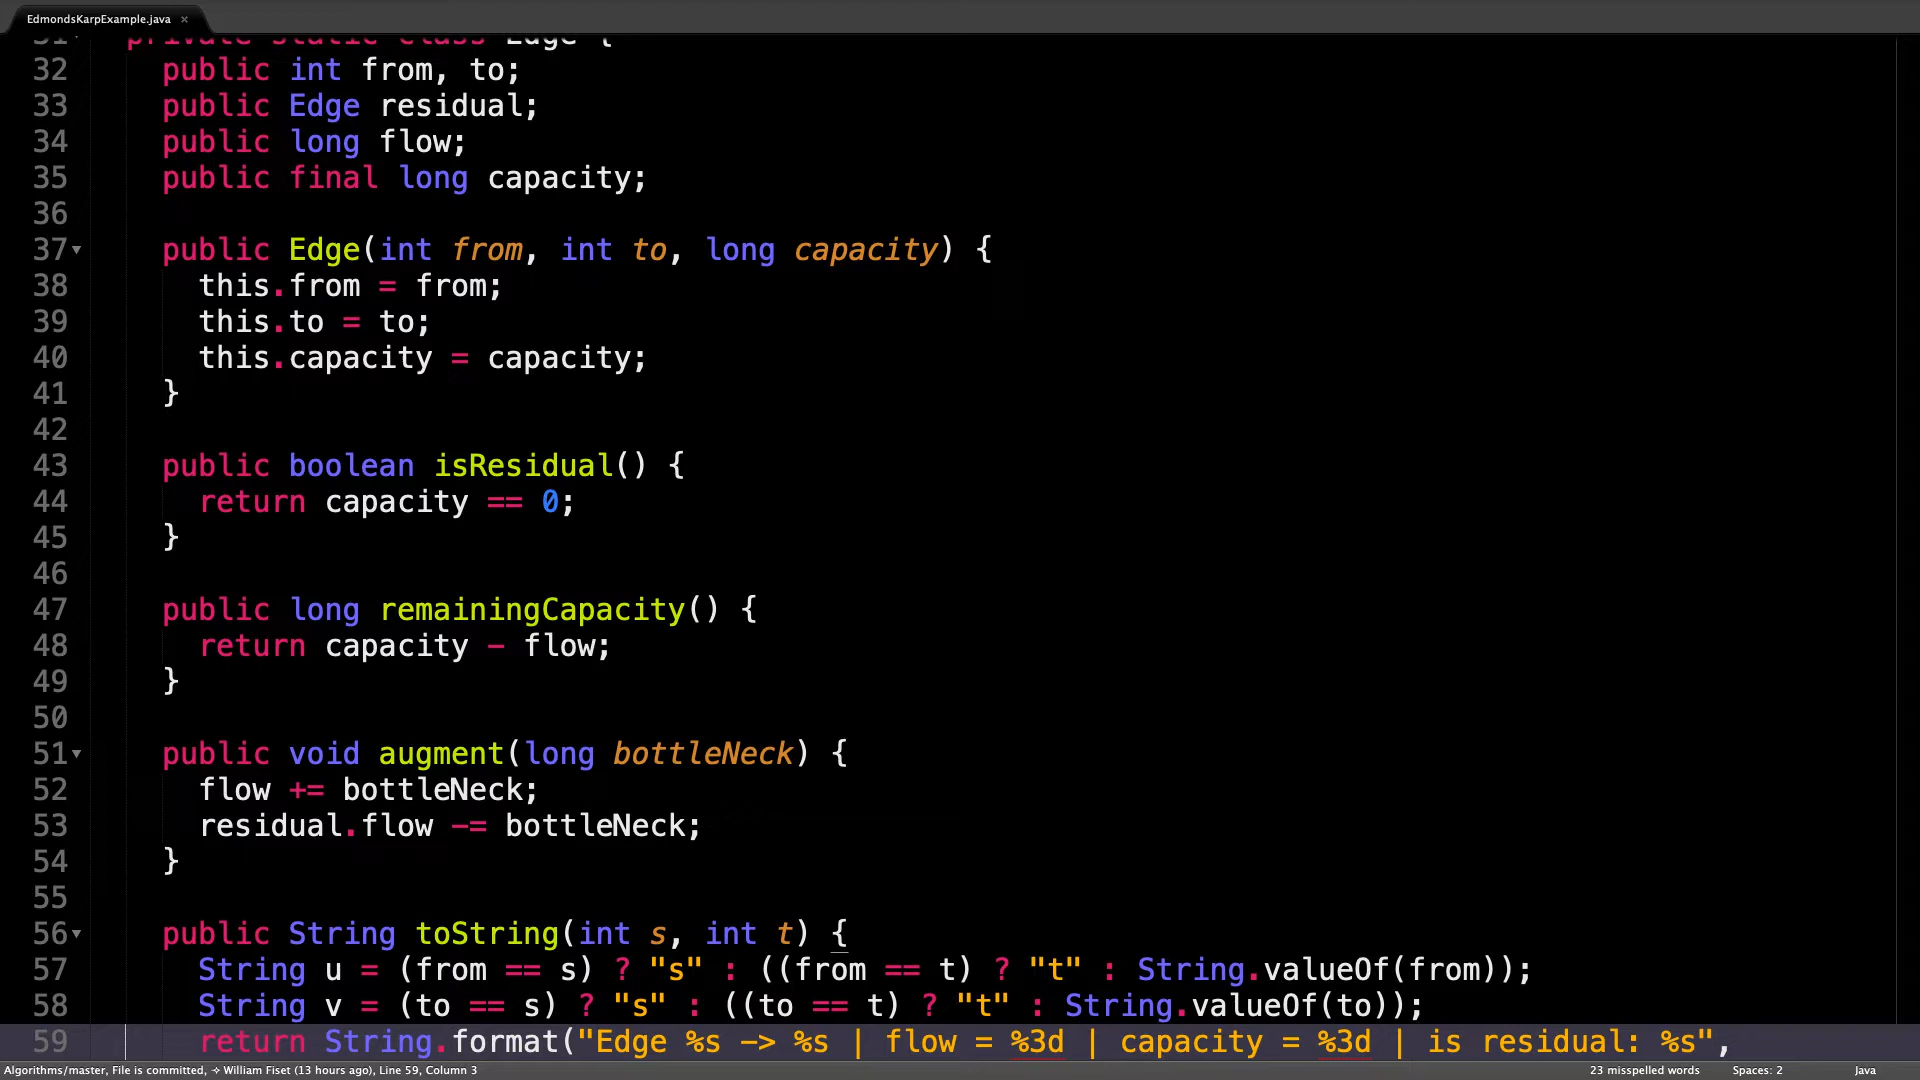 EdmondsKarpExample.java ×
31 private static class Edge {
32 public int from, to;
33 public Edge residual;
34 public long flow;
35 public final long capacity;
36
37 public Edge(int from, int to, long capacity) {
38 this.from = from;
39 this.to = to;
40 this.capacity = capacity;
41 }
42
43 public boolean isResidual() {
44 return capacity == 0;
45 }
46
47 public long remainingCapacity() {
48 return capacity - flow;
49 }
50
51 public void augment(long bottleNeck) {
52 flow += bottleNeck;
53 residual.flow -= bottleNeck;
54 }
55
56 public String toString(int s, int t) {
57 String u = (from == s) ? "s" : ((from == t) ? "t" : String.valueOf(from));
58 String v = (to == s) ? "s" : ((to == t) ? "t" : String.valueOf(to));
59 return String.format("Edge %s -> %s | flow = %3d | capacity = %3d | is residual: %s",
Algorithms/master, File is committed, ✧ William Fiset (13 hours ago), Line 59, Column 3 23 misspelled words Spaces: 2 Java